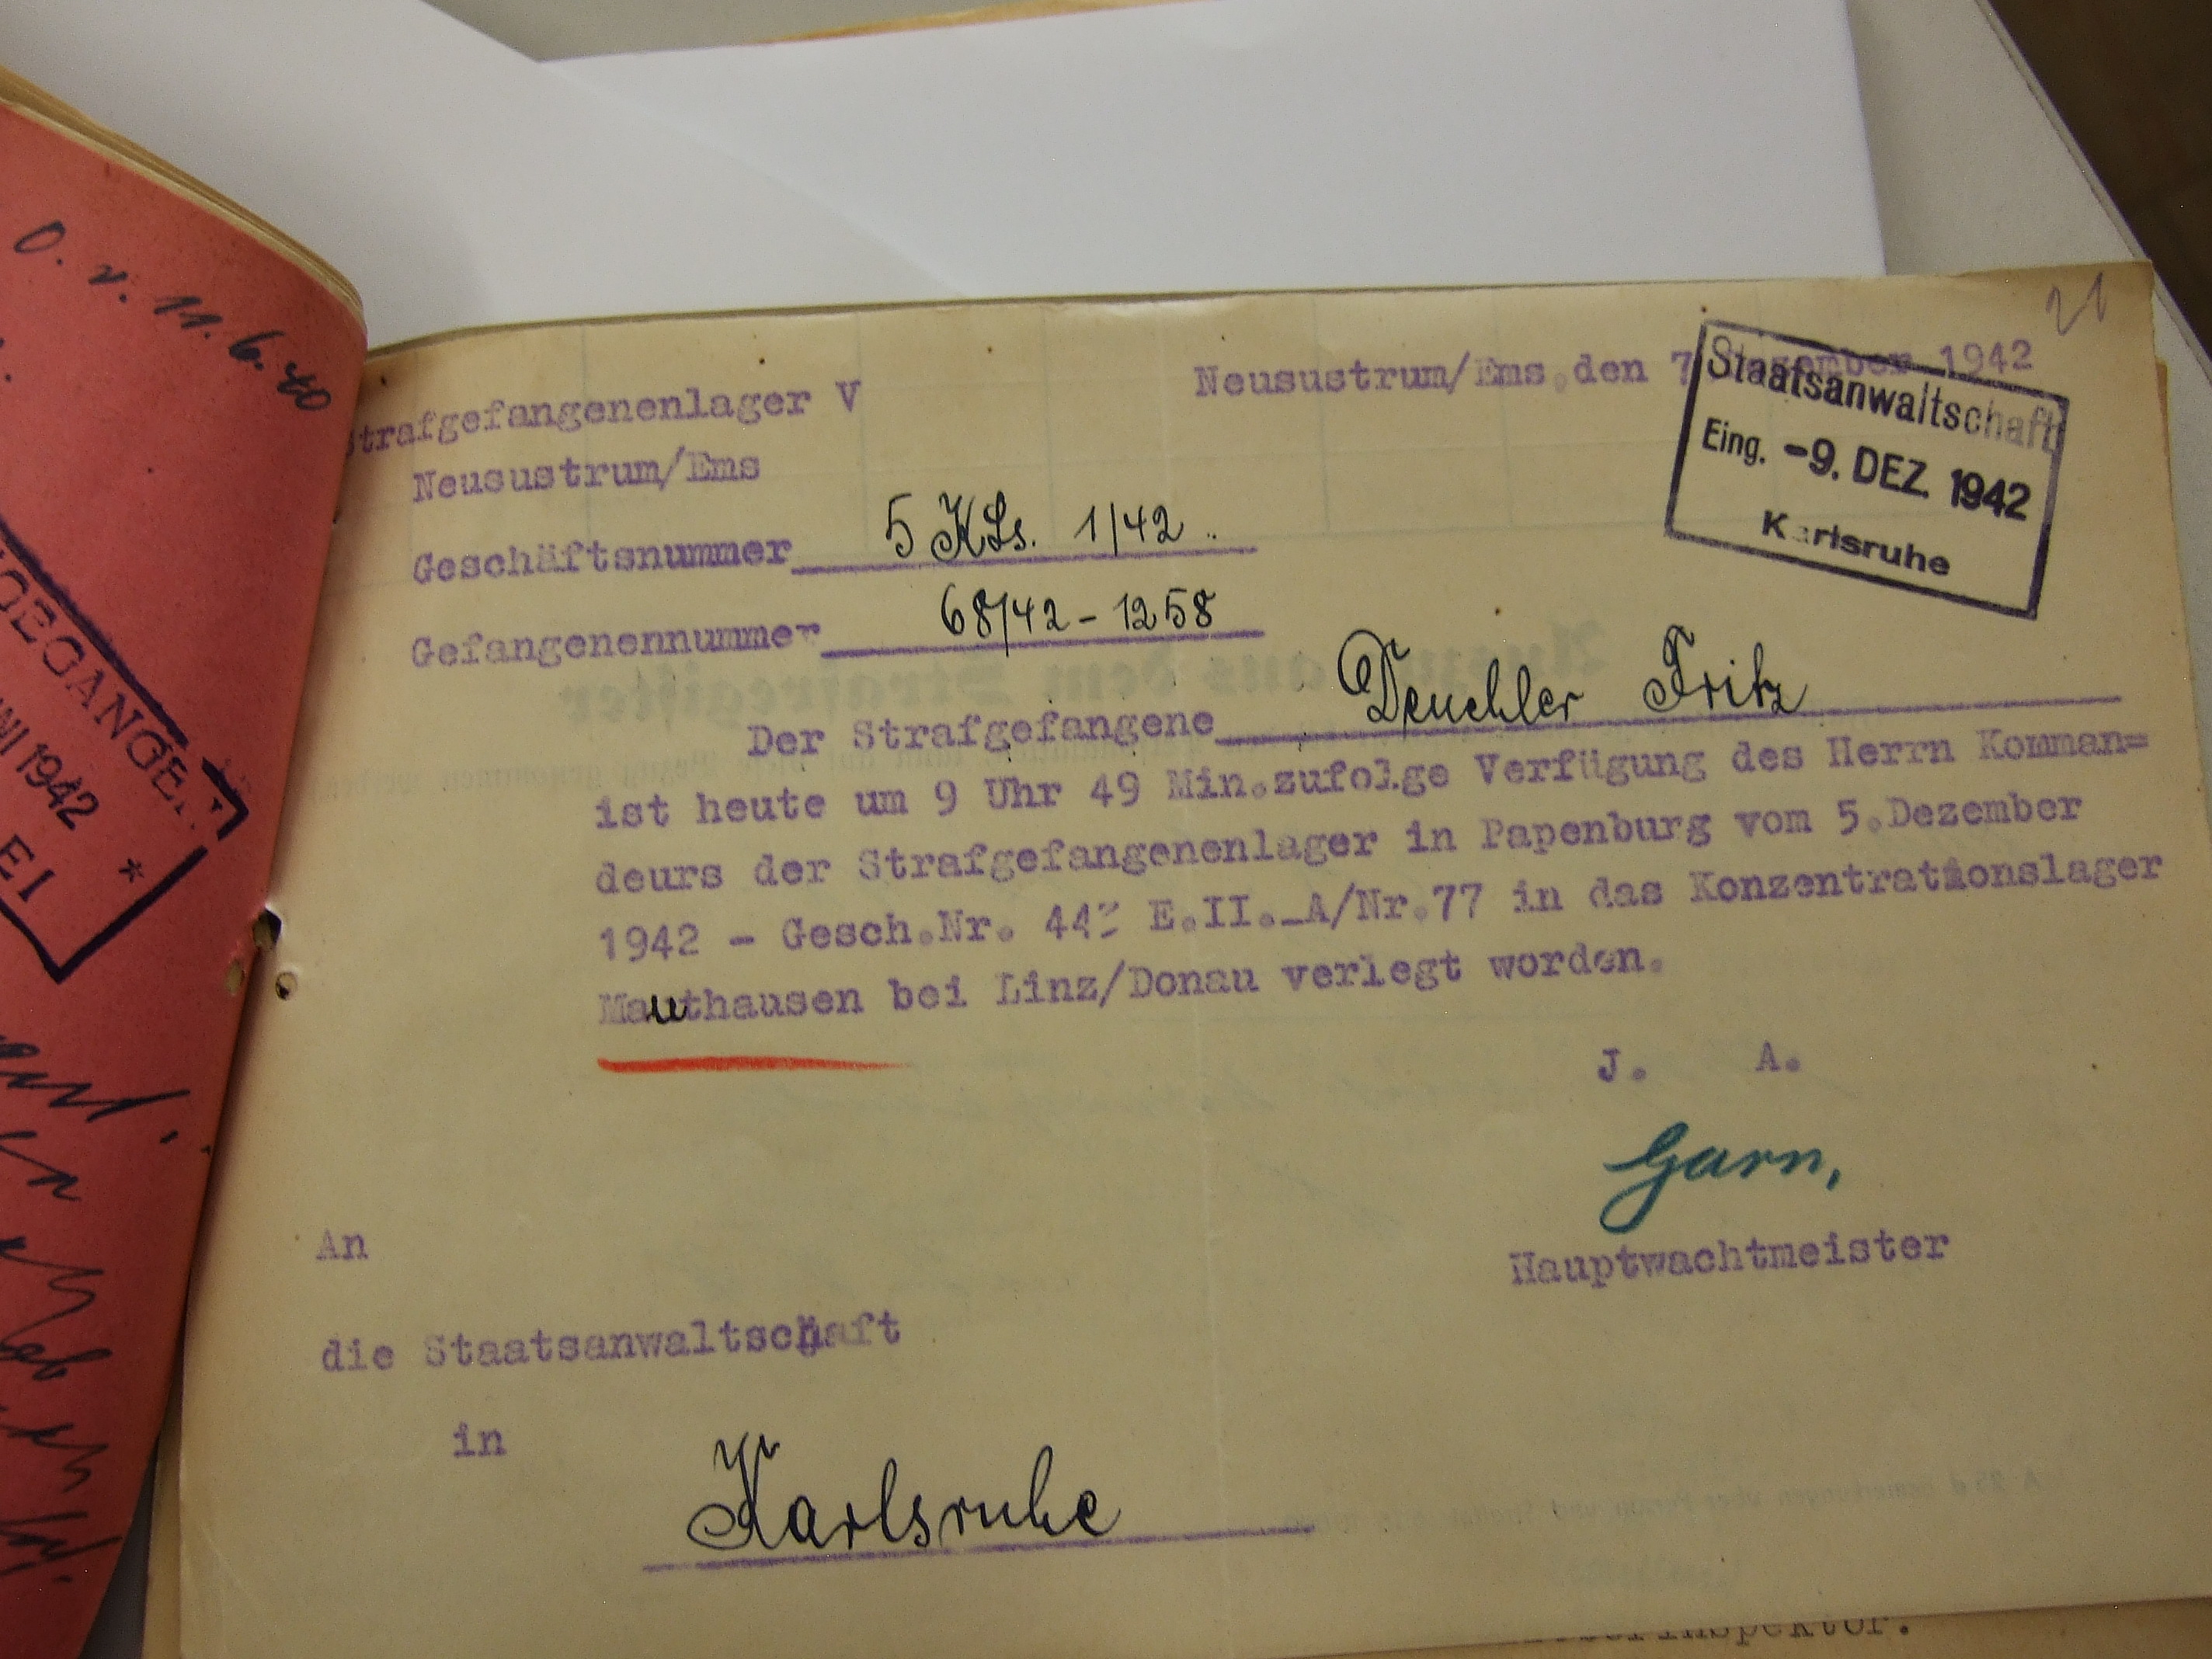 O. v. 11. 6. 40
1942
EI *
21
Strafgefangenenlager V
Neusustrum/Ems
Neusustrum/Ems.den 7. Dezember 1942
Staatsanwaltschaft
Eing. -9. DEZ. 1942
Karlsruhe
Geschäftsnummer 5 KLs. 1/42.
Gefangenennummer 68/42-1258
Der Strafgefangene Deuchler Fritz
ist heute um 9 Uhr 49 Min.zufolge Verfügung des Herrn Komman=
deurs der Strafgefangenenlager in Papenburg vom 5.Dezember
1942 - Gesch.Nr. E.II._A/Nr.77 in das Konzentrationslager
Mauthausen bei Linz/Donau verlegt worden.
J. A.
Garn,
Hauptwachtmeister
An
die Staatsanwaltschaft
in
Karlsruhe